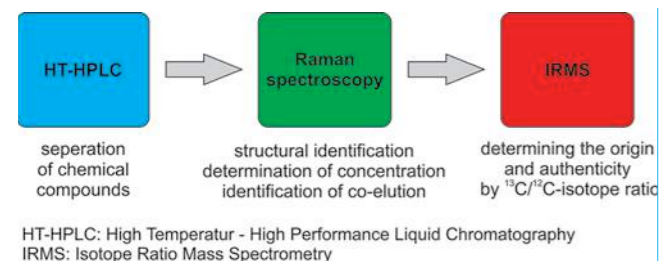 HT-HPLC
Raman
spectroscopy
IRMS
seperation
of chemical
compounds
structural identification
determination of concentration
identification of co-elution
determining the origin
and authenticity
by ¹³C/¹²C-isotope ratio
HT-HPLC: High Temperatur - High Performance Liquid Chromatography
IRMS: Isotope Ratio Mass Spectrometry